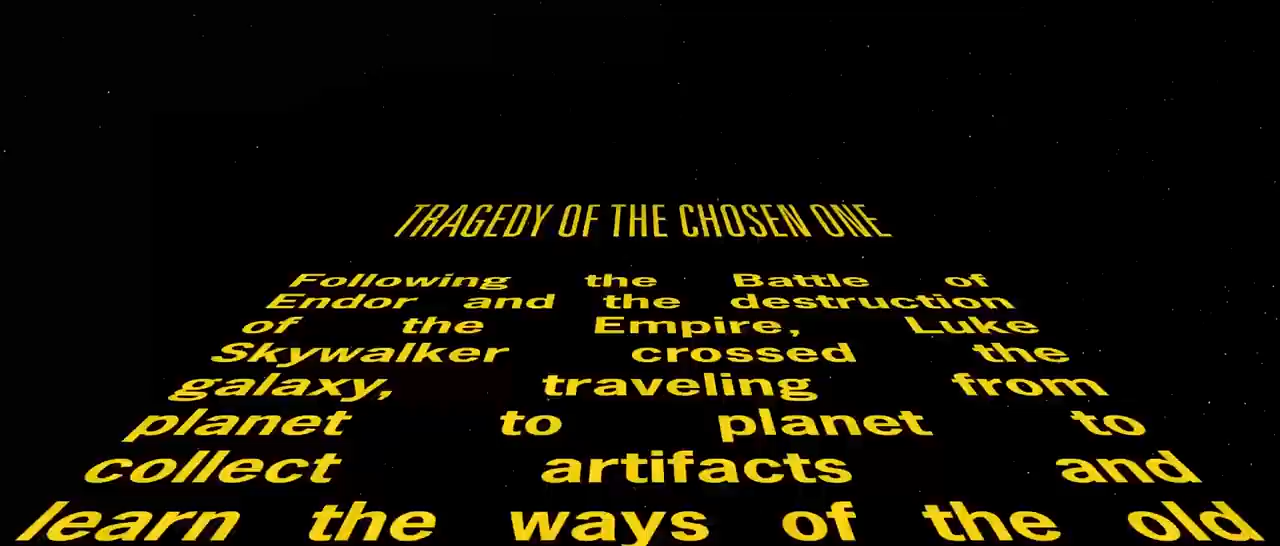 TRAGEDY OF THE CHOSEN ONE
Following the Battle of
Endor and the destruction
of the Empire, Luke
Skywalker crossed the
galaxy, traveling from
planet to planet to
collect artifacts and
learn the ways of the old